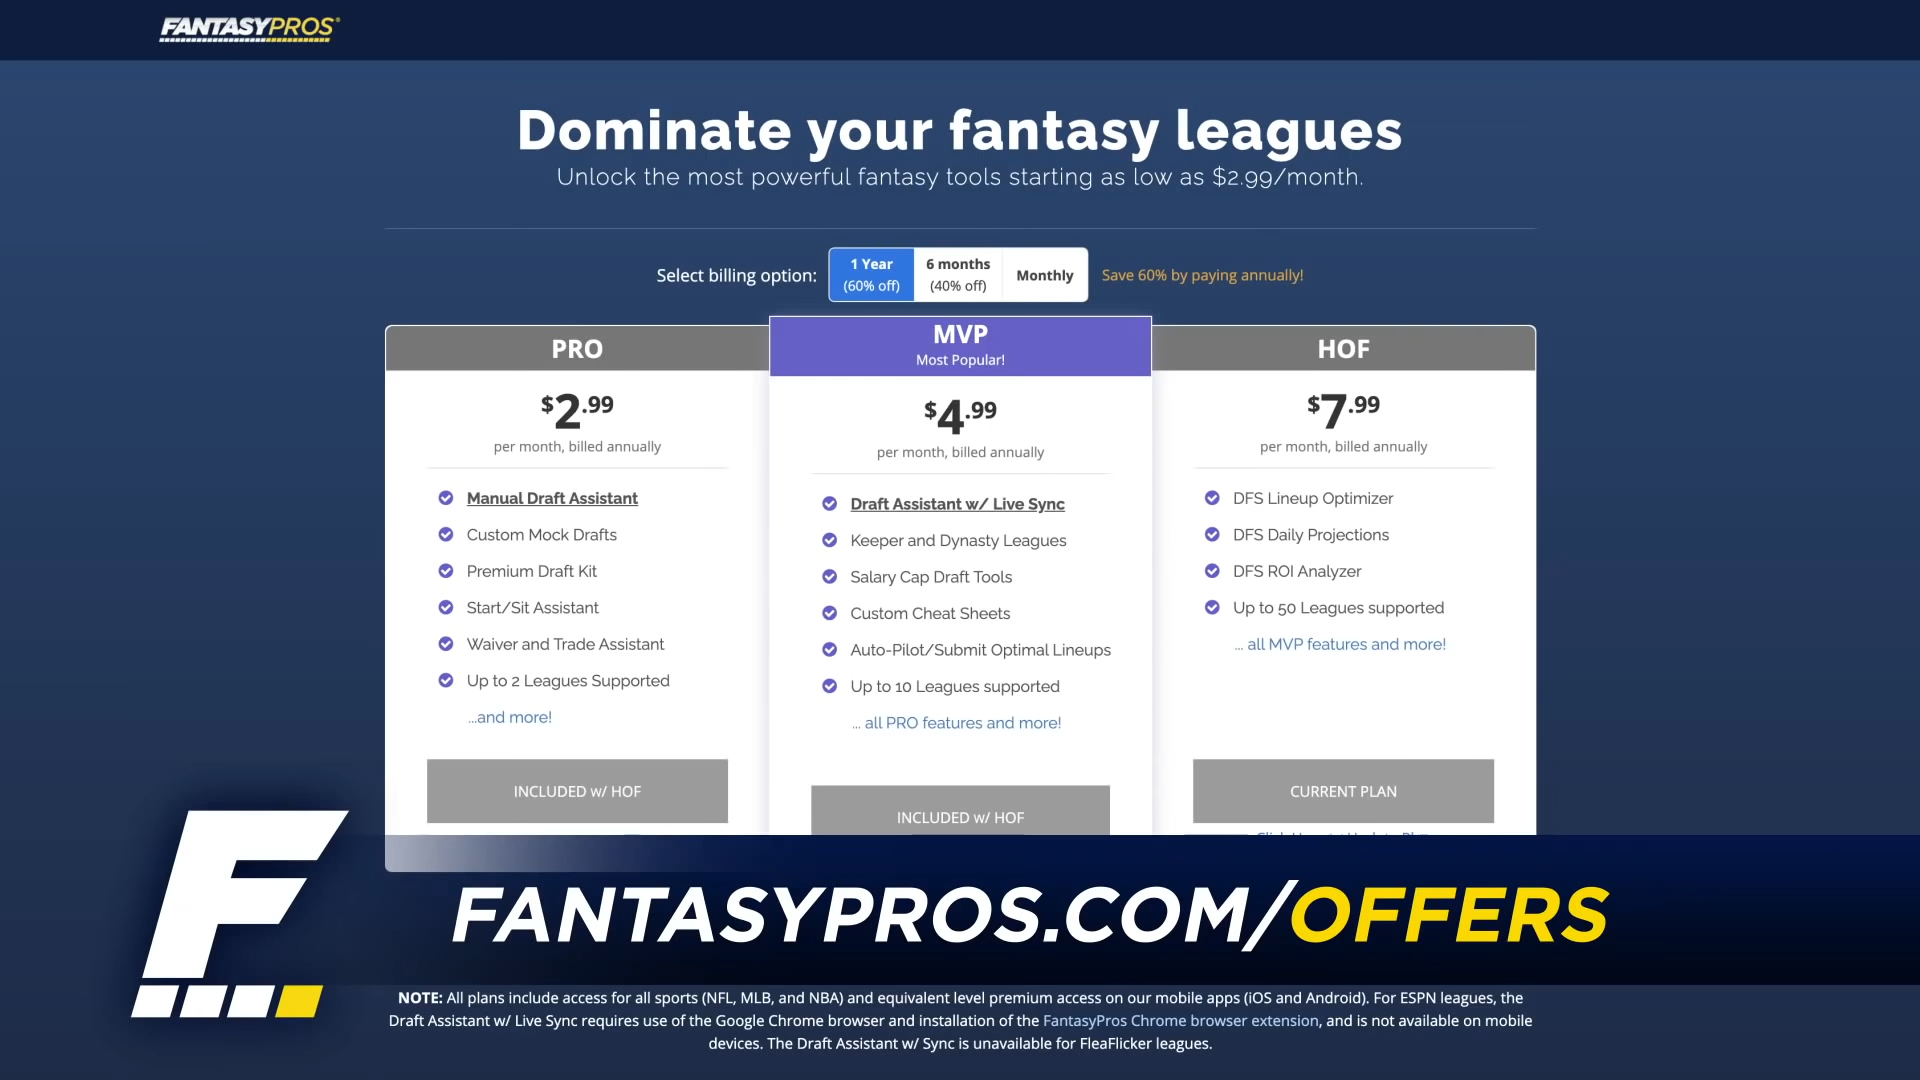 FANTASYPROS
Dominate your fantasy leagues
Unlock the most powerful fantasy tools starting as low as $2.99/month.
Select billing option:
1 Year
(60% off)
6 months
(40% off)
Monthly
Save 60% by paying annually!
PRO
$2.99
per month, billed annually
Manual Draft Assistant
Custom Mock Drafts
Premium Draft Kit
Start/Sit Assistant
Waiver and Trade Assistant
Up to 2 Leagues Supported
...and more!
INCLUDED w/ HOF
MVP
Most Popular!
$4.99
per month, billed annually
Draft Assistant w/ Live Sync
Keeper and Dynasty Leagues
Salary Cap Draft Tools
Custom Cheat Sheets
Auto-Pilot/Submit Optimal Lineups
Up to 10 Leagues supported
... all PRO features and more!
INCLUDED w/ HOF
HOF
$7.99
per month, billed annually
DFS Lineup Optimizer
DFS Daily Projections
DFS ROI Analyzer
Up to 50 Leagues supported
... all MVP features and more!
CURRENT PLAN
F
FANTASYPROS.COM/OFFERS
NOTE: All plans include access for all sports (NFL, MLB, and NBA) and equivalent level premium access on our mobile apps (iOS and Android). For ESPN leagues, the
Draft Assistant w/ Live Sync requires use of the Google Chrome browser and installation of the FantasyPros Chrome browser extension, and is not available on mobile
devices. The Draft Assistant w/ Sync is unavailable for FleaFlicker leagues.